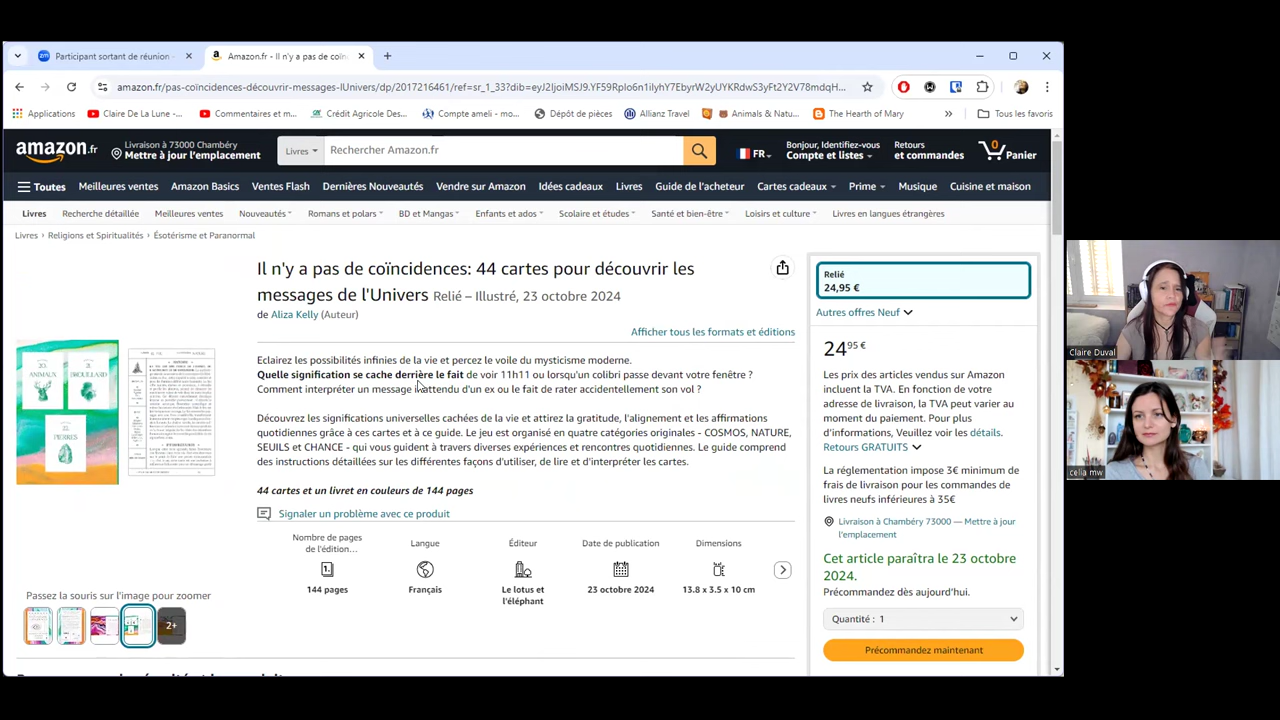 Participant sortant de réunion -
Amazon.fr - Il n'y a pas de coïn
amazon.fr/pas-coïncidences-découvrir-messages-lUnivers/dp/2017216461/ref=sr_1_33?dib=eyJ2IjoiMSJ9.YF59Rplo6n1iIyhY7EbyrW2yUYKRdwS3yFt2Y2V78mdqH...
Applications
Claire De La Lune -...
Commentaires et m...
Crédit Agricole Des...
Compte ameli - mo...
Dépôt de pièces
Allianz Travel
Animals & Natu...
The Hearth of Mary
Tous les favoris
amazon.fr
Livraison à 73000 Chambéry
Mettre à jour l'emplacement
Livres
Rechercher Amazon.fr
FR
Bonjour, Identifiez-vous
Compte et listes
Retours
et commandes
0
Panier
Toutes
Meilleures ventes
Amazon Basics
Ventes Flash
Dernières Nouveautés
Vendre sur Amazon
Idées cadeaux
Livres
Guide de l'acheteur
Cartes cadeaux
Prime
Musique
Cuisine et maison
Livres
Recherche détaillée
Meilleures ventes
Nouveautés
Romans et polars
BD et Mangas
Enfants et ados
Scolaire et études
Santé et bien-être
Loisirs et culture
Livres en langues étrangères
Livres › Religions et Spiritualités › Ésotérisme et Paranormal
Il n'y a pas de coïncidences: 44 cartes pour découvrir les
messages de l'Univers Relié – Illustré, 23 octobre 2024
de Aliza Kelly (Auteur)
Afficher tous les formats et éditions
Eclairez les possibilités infinies de la vie et percez le voile du mysticisme moderne.
Quelle signification se cache derrière le fait de voir 11h11 ou lorsqu'un colibri passe devant votre fenêtre ?
Comment interpréter un message inattendu d'un ex ou le fait de rater accidentellement son vol ?
Découvrez les significations universelles cachées de la vie et exploitez la gratitude, l'alignement et les affirmations
quotidiennes grâce à ces cartes et à ce guide. Le jeu est organisé en quatre catégories originales - COSMOS, NATURE,
SEUILS et CHANCE - qui vous guident à travers diverses expériences et rencontres quotidiennes. Le guide comprend
des instructions détaillées sur les différentes façons d'utiliser, de lire et d'interpréter les cartes.
44 cartes et un livret en couleurs de 144 pages
Signaler un problème avec ce produit
Nombre de pages
de l'édition...
144 pages
Langue
Français
Éditeur
Le lotus et
l'éléphant
Date de publication
23 octobre 2024
Dimensions
13.8 x 3.5 x 10 cm
ANIMAL
BROUILLARD
PIERRES
Passez la souris sur l'image pour zoomer
2+
Relié
24,95 €
Autres offres Neuf
24,95 €
Les prix des articles vendus sur Amazon
incluent la TVA. En fonction de votre
adresse de livraison, la TVA peut varier au
moment du paiement. Pour plus
d'informations, Veuillez voir les détails.
Retours GRATUITS
La réglementation impose 3€ minimum de
frais de livraison pour les commandes de
livres neufs inférieures à 35€
Livraison à Chambéry 73000 — Mettre à jour
l'emplacement
Cet article paraîtra le 23 octobre
2024.
Précommandez dès aujourd'hui.
Quantité : 1
Précommandez maintenant
Claire Duval
celia mw